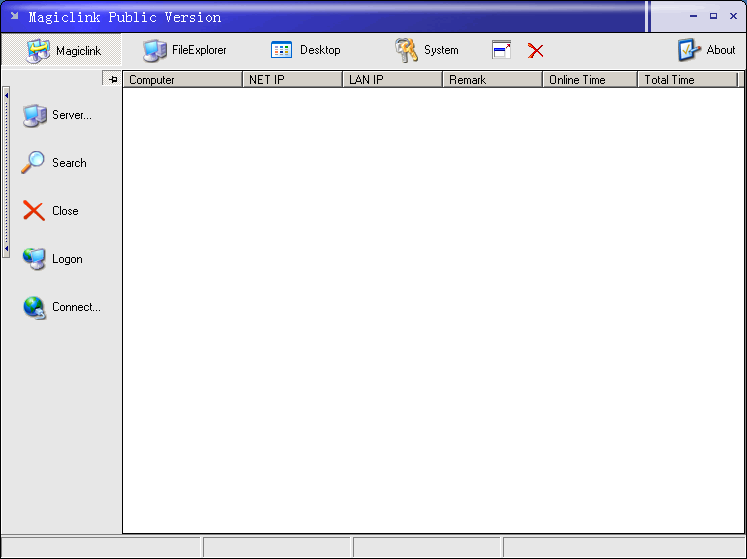 Magiclink Public Version
Magiclink FileExplorer Desktop System About
Computer NET IP LAN IP Remark Online Time Total Time
Server...
Search
Close
Logon
Connect...